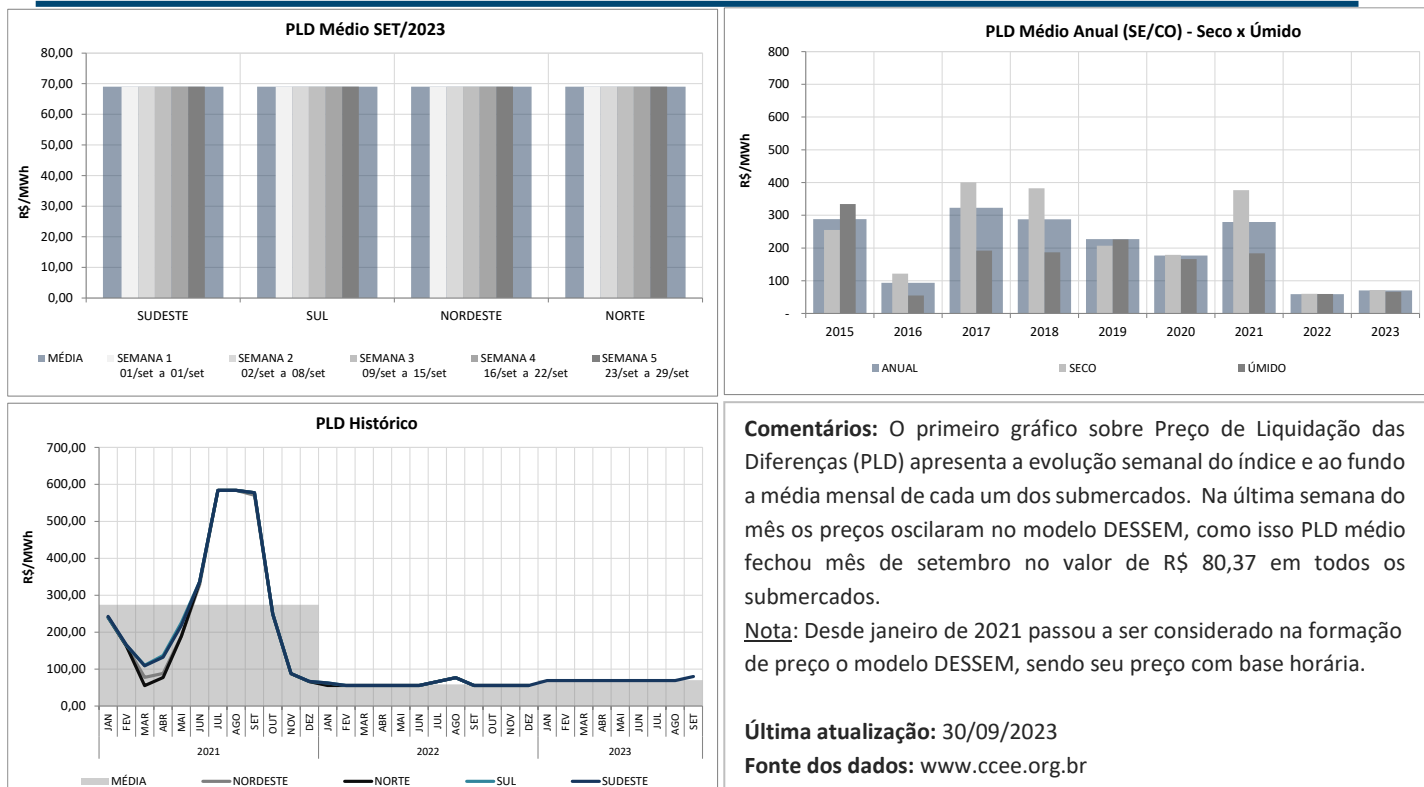 PLD Médio SET/2023
80,00
70,00
60,00
50,00
40,00
30,00
20,00
10,00
0,00
R$/MWh
SUDESTE SUL NORDESTE NORTE
MÉDIA SEMANA 1 SEMANA 2 SEMANA 3 SEMANA 4 SEMANA 5
01/set a 01/set 02/set a 08/set 09/set a 15/set 16/set a 22/set 23/set a 29/set
PLD Médio Anual (SE/CO) - Seco x Úmido
800
700
600
500
400
300
200
100
-
R$/MWh
2015 2016 2017 2018 2019 2020 2021 2022 2023
ANUAL SECO ÚMIDO
PLD Histórico
700,00
600,00
500,00
400,00
300,00
200,00
100,00
0,00
R$/MWh
JAN FEV MAR ABR MAI JUN JUL AGO SET OUT NOV DEZ JAN FEV MAR ABR MAI JUN JUL AGO SET OUT NOV DEZ JAN FEV MAR ABR MAI JUN JUL AGO SET
2021 2022 2023
MÉDIA NORDESTE NORTE SUL SUDESTE
Comentários: O primeiro gráfico sobre Preço de Liquidação das
Diferenças (PLD) apresenta a evolução semanal do índice e ao fundo
a média mensal de cada um dos submercados. Na última semana do
mês os preços oscilaram no modelo DESSEM, como isso PLD médio
fechou mês de setembro no valor de R$ 80,37 em todos os
submercados.
Nota: Desde janeiro de 2021 passou a ser considerado na formação
de preço o modelo DESSEM, sendo seu preço com base horária.
Última atualização: 30/09/2023
Fonte dos dados: www.ccee.org.br